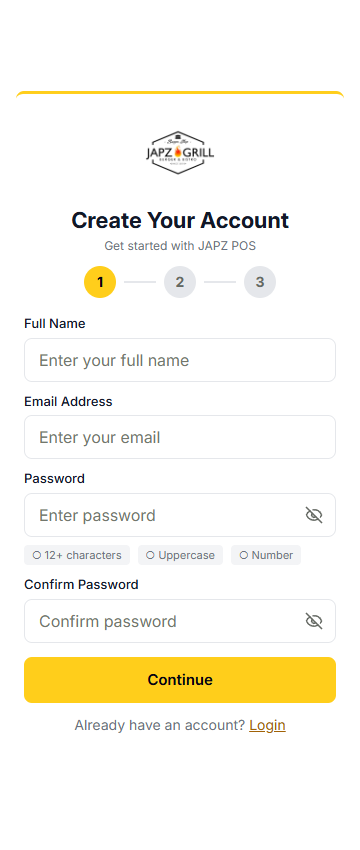 JAPZ GRILL
BURGER & BISTRO
Create Your Account
Get started with JAPZ POS
1 2 3
Full Name
Enter your full name
Email Address
Enter your email
Password
Enter password
12+ characters Uppercase Number
Confirm Password
Confirm password
Continue
Already have an account? Login